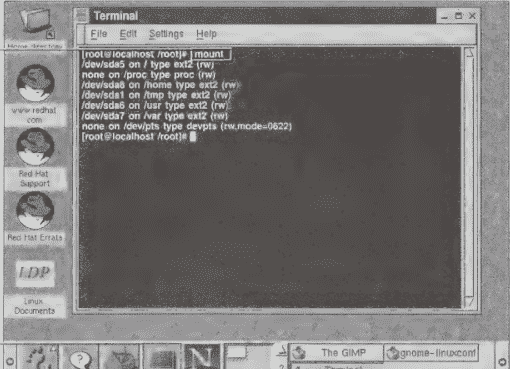 Terminal
File Edit Settings Help
[root@localhost /root]# mount
/dev/sda5 on / type ext2 (rw)
none on /proc type proc (rw)
/dev/sda8 on /home type ext2 (rw)
/dev/sda1 on /tmp type ext2 (rw)
/dev/sda6 on /usr type ext2 (rw)
/dev/sda7 on /var type ext2 (rw)
none on /dev/pts type devpts (rw,mode=0622)
[root@localhost /root]#
Home directory
www.redhat
.com
Red Hat
Support
Red Hat Errata
LDP
Linux
Documents
N
The GIMP
gnome-linuxconf
Terminal